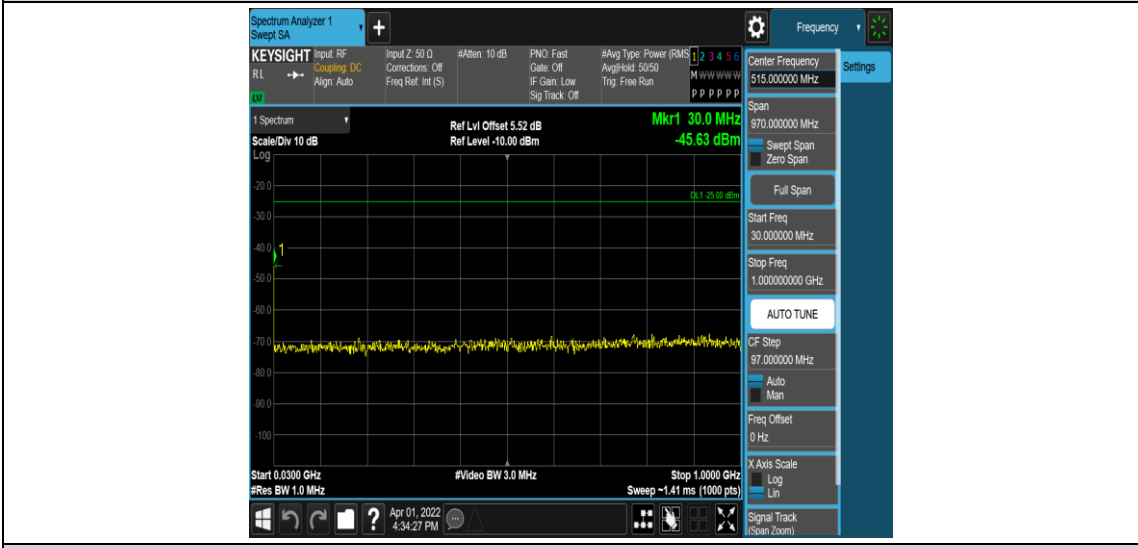 Spectrum Analyzer 1
Swept SA
+
Frequency
KEYSIGHT
RL
LXI
Input: RF
Coupling: DC
Align: Auto
Input Z: 50 Ω
Corrections: Off
Freq Ref: Int (S)
#Atten: 10 dB
PNO: Fast
Gate: Off
IF Gain: Low
Sig Track: Off
#Avg Type: Power (RMS
Avg|Hold: 50/50
Trig: Free Run
1 2 3 4 5 6
M W W W W W
P P P P P P
1 Spectrum
Scale/Div 10 dB
Log
Ref Lvl Offset 5.52 dB
Ref Level -10.00 dBm
Mkr1 30.0 MHz
-45.63 dBm
-20.0
DL1 -25.00 dBm
-30.0
-40.0
1
-50.0
-60.0
-70.0
-80.0
-90.0
-100
Start 0.0300 GHz
#Res BW 1.0 MHz
#Video BW 3.0 MHz
Stop 1.0000 GHz
Sweep ~1.41 ms (1000 pts)
?
Apr 01, 2022
4:34:27 PM
Center Frequency
515.000000 MHz
Settings
Span
970.000000 MHz
Swept Span
Zero Span
Full Span
Start Freq
30.000000 MHz
Stop Freq
1.000000000 GHz
AUTO TUNE
CF Step
97.000000 MHz
Auto
Man
Freq Offset
0 Hz
X Axis Scale
Log
Lin
Signal Track
(Span Zoom)